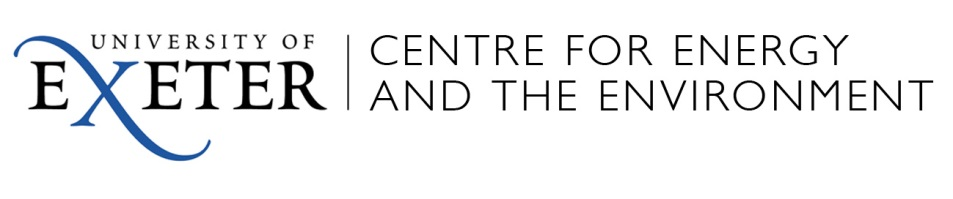 UNIVERSITY OF
EXETER
CENTRE FOR ENERGY
AND THE ENVIRONMENT